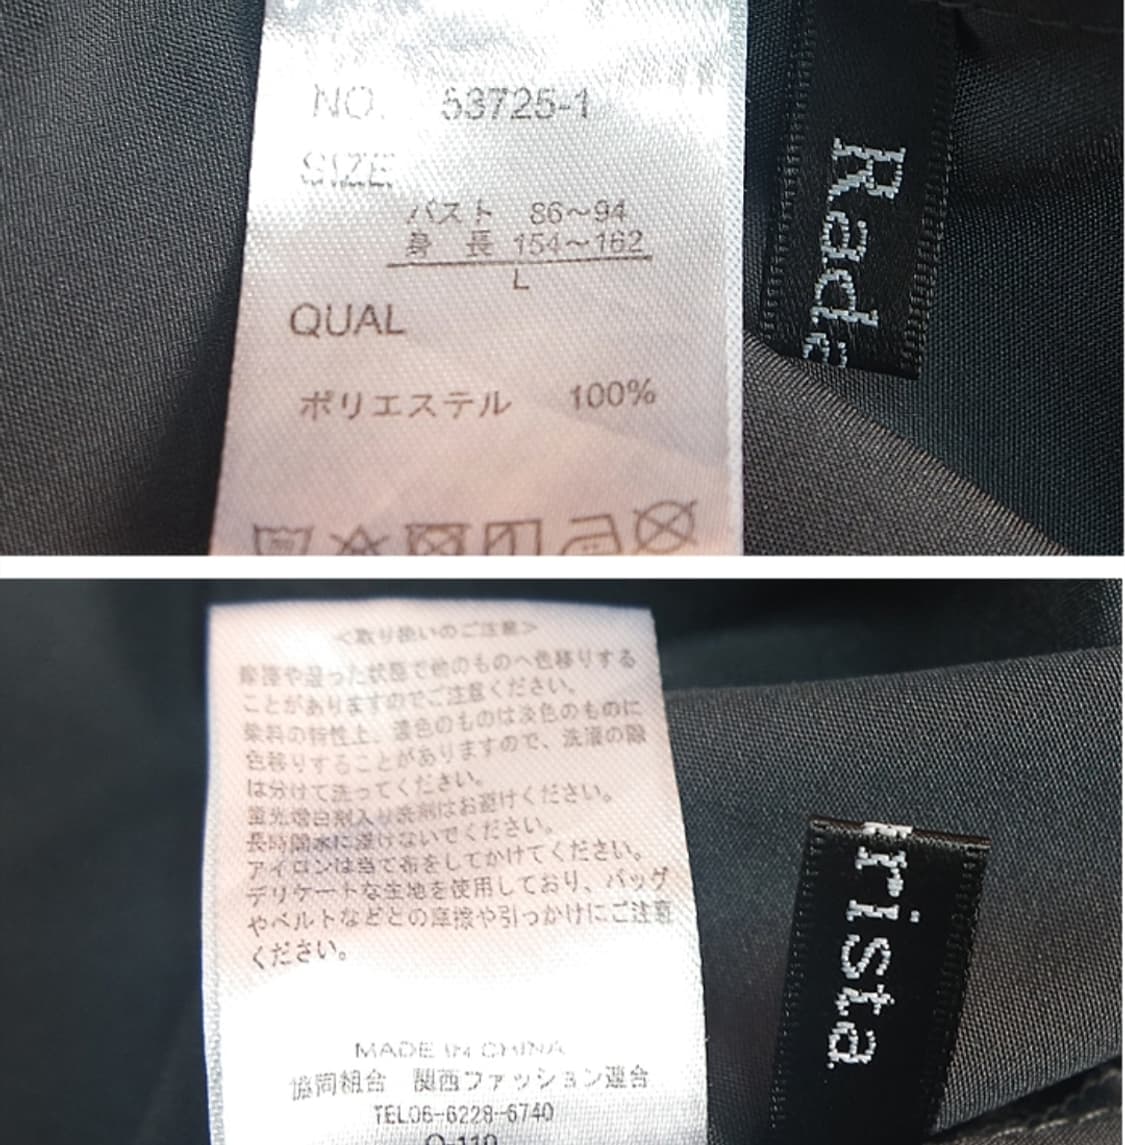 NO. 53725-1
SIZE
バスト 86～94
身 長 154～162
L
QUAL
ポリエステル 100%
Rada
＜取り扱いのご注意＞
摩擦や湿った状態で他のものへ色移りする
ことがありますのでご注意ください。
染料の特性上、濃色のものは淡色のものに
色移りすることがありますので、洗濯の際
は分けて洗ってください。
蛍光増白剤入り洗剤はお避けください。
長時間水に浸けないでください。
アイロンは当て布をしてかけてください。
デリケートな生地を使用しており、バッグ
やベルトなどとの摩擦や引っかけにご注意
ください。
MADE IN CHINA
協同組合 関西ファッション連合
TEL06-6228-6740
Q-110
rista